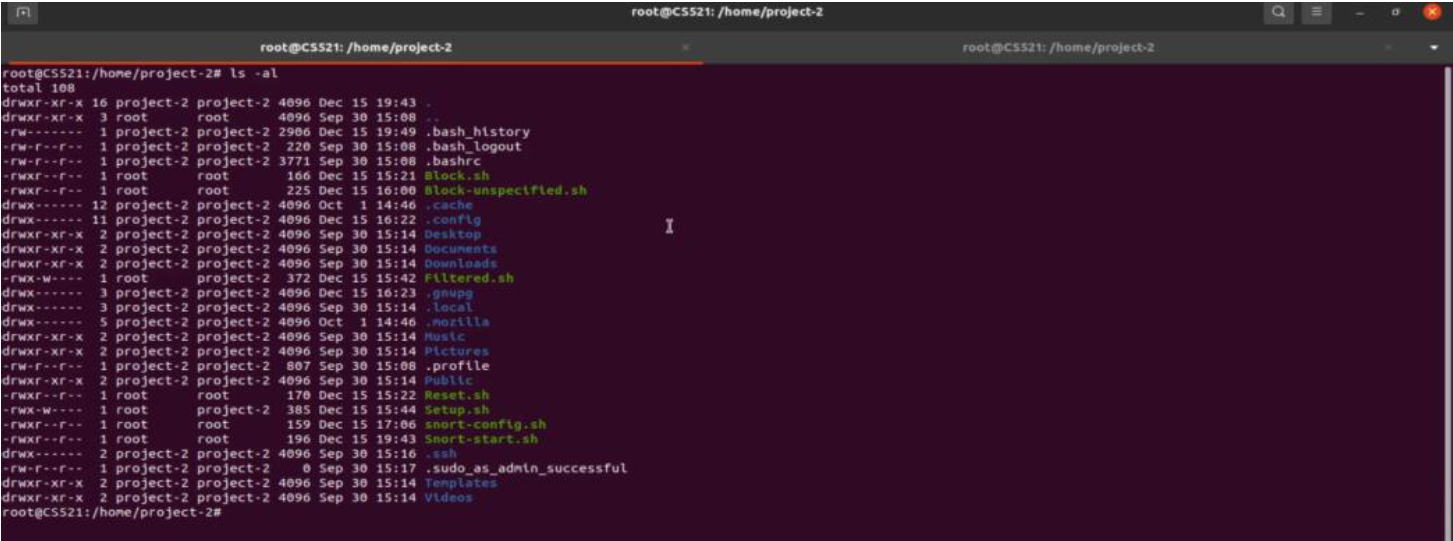 root@CS521: /home/project-2
root@CS521: /home/project-2
root@CS521: /home/project-2
root@CS521:/home/project-2# ls -al
total 108
drwxr-xr-x 16 project-2 project-2 4096 Dec 15 19:43 .
drwxr-xr-x  3 root      root      4096 Sep 30 15:08 ..
-rw-------  1 project-2 project-2 2906 Dec 15 19:49 .bash_history
-rw-r--r--  1 project-2 project-2  220 Sep 30 15:08 .bash_logout
-rw-r--r--  1 project-2 project-2 3771 Sep 30 15:08 .bashrc
-rwxr--r--  1 root      root       166 Dec 15 15:21 Block.sh
-rwxr--r--  1 root      root       225 Dec 15 16:00 Block-unspecified.sh
drwx------ 12 project-2 project-2 4096 Oct  1 14:46 .cache
drwx------ 11 project-2 project-2 4096 Dec 15 16:22 .config
drwxr-xr-x  2 project-2 project-2 4096 Sep 30 15:14 Desktop
drwxr-xr-x  2 project-2 project-2 4096 Sep 30 15:14 Documents
drwxr-xr-x  2 project-2 project-2 4096 Sep 30 15:14 Downloads
-rwx-w----  1 root      project-2  372 Dec 15 15:42 Filtered.sh
drwx------  3 project-2 project-2 4096 Dec 15 16:23 .gnupg
drwx------  3 project-2 project-2 4096 Sep 30 15:14 .local
drwx------  5 project-2 project-2 4096 Oct  1 14:46 .mozilla
drwxr-xr-x  2 project-2 project-2 4096 Sep 30 15:14 Music
drwxr-xr-x  2 project-2 project-2 4096 Sep 30 15:14 Pictures
-rw-r--r--  1 project-2 project-2  807 Sep 30 15:08 .profile
drwxr-xr-x  2 project-2 project-2 4096 Sep 30 15:14 Public
-rwxr--r--  1 root      root       170 Dec 15 15:22 Reset.sh
-rwx-w----  1 root      project-2  385 Dec 15 15:44 Setup.sh
-rwxr--r--  1 root      root       159 Dec 15 17:06 snort-config.sh
-rwxr--r--  1 root      root       196 Dec 15 19:43 Snort-start.sh
drwx------  2 project-2 project-2 4096 Sep 30 15:16 .ssh
-rw-r--r--  1 project-2 project-2    0 Sep 30 15:17 .sudo_as_admin_successful
drwxr-xr-x  2 project-2 project-2 4096 Sep 30 15:14 Templates
drwxr-xr-x  2 project-2 project-2 4096 Sep 30 15:14 Videos
root@CS521:/home/project-2#